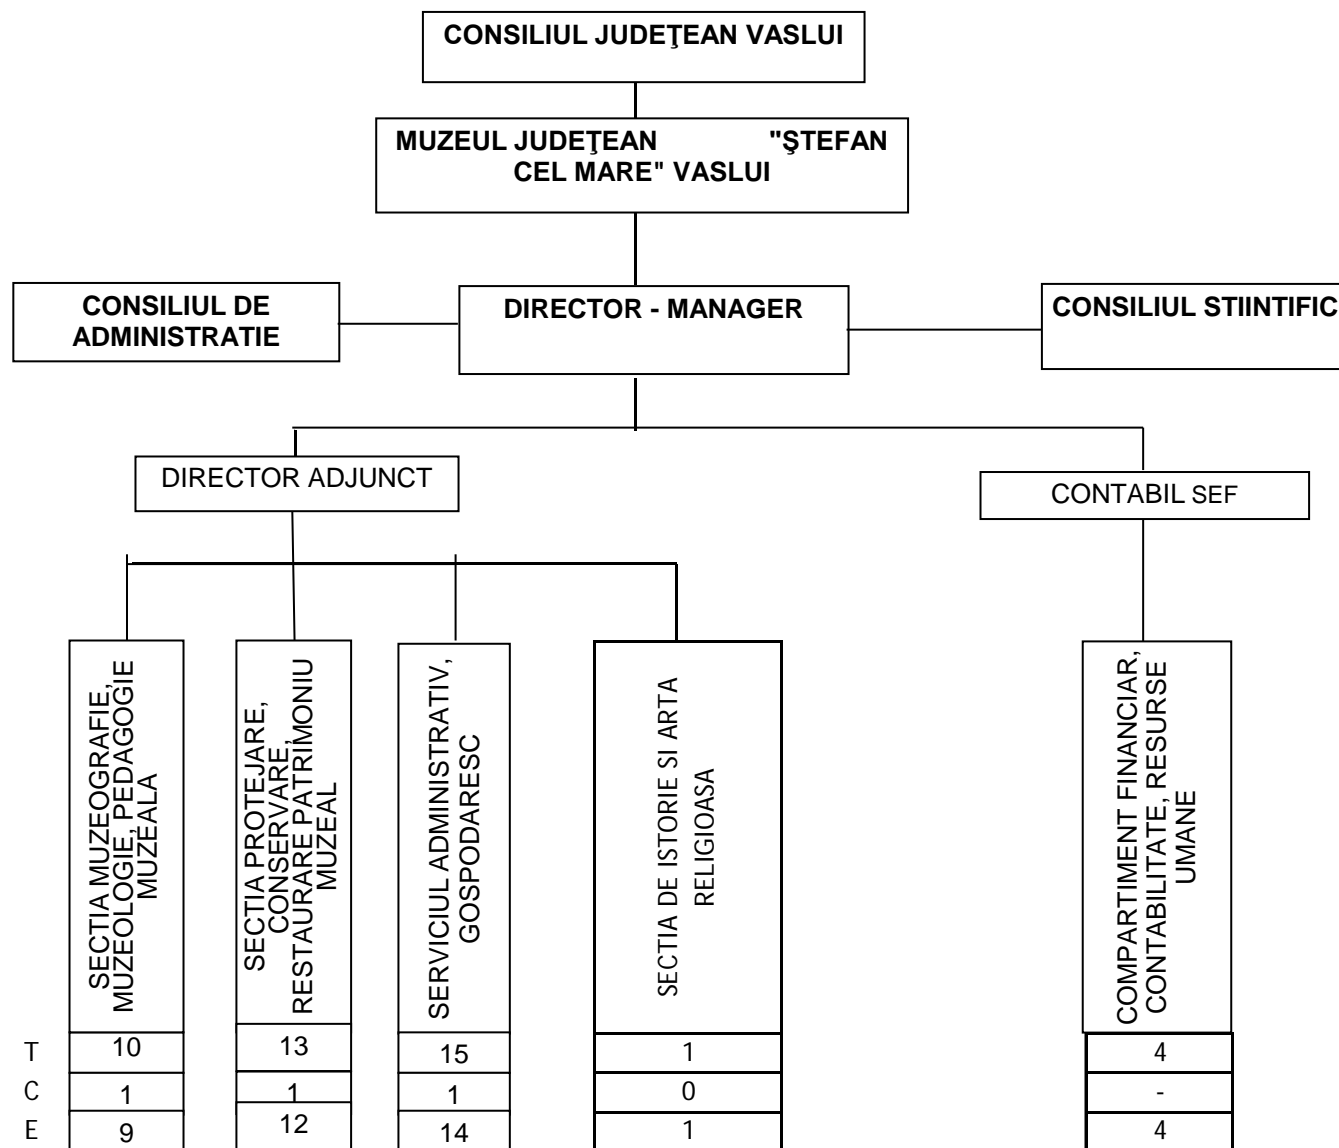 CONSILIUL JUDEŢEAN VASLUI
MUZEUL JUDEŢEAN "ŞTEFAN
CEL MARE" VASLUI
CONSILIUL DE
ADMINISTRATIE
DIRECTOR - MANAGER
CONSILIUL STIINTIFIC
DIRECTOR ADJUNCT
CONTABIL SEF
SECTIA MUZEOGRAFIE,
MUZEOLOGIE, PEDAGOGIE
MUZEALA
SECTIA PROTEJARE,
CONSERVARE,
RESTAURARE PATRIMONIU
MUZEAL
SERVICIUL ADMINISTRATIV,
GOSPODARESC
SECTIA DE ISTORIE SI ARTA
RELIGIOASA
COMPARTIMENT FINANCIAR,
CONTABILITATE, RESURSE
UMANE
T 10 13 15 1 4
C 1 1 1 0 -
E 9 12 14 1 4